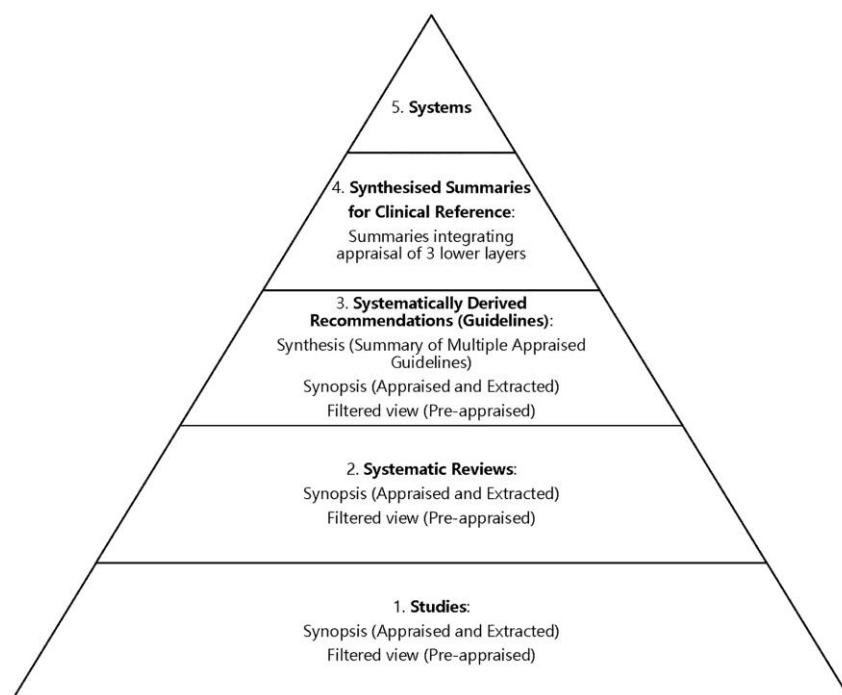 5. Systems
4. Synthesised Summaries
for Clinical Reference:
Summaries integrating
appraisal of 3 lower layers
3. Systematically Derived
Recommendations (Guidelines):
Synthesis (Summary of Multiple Appraised
Guidelines)
Synopsis (Appraised and Extracted)
Filtered view (Pre-appraised)
2. Systematic Reviews:
Synopsis (Appraised and Extracted)
Filtered view (Pre-appraised)
1. Studies:
Synopsis (Appraised and Extracted)
Filtered view (Pre-appraised)